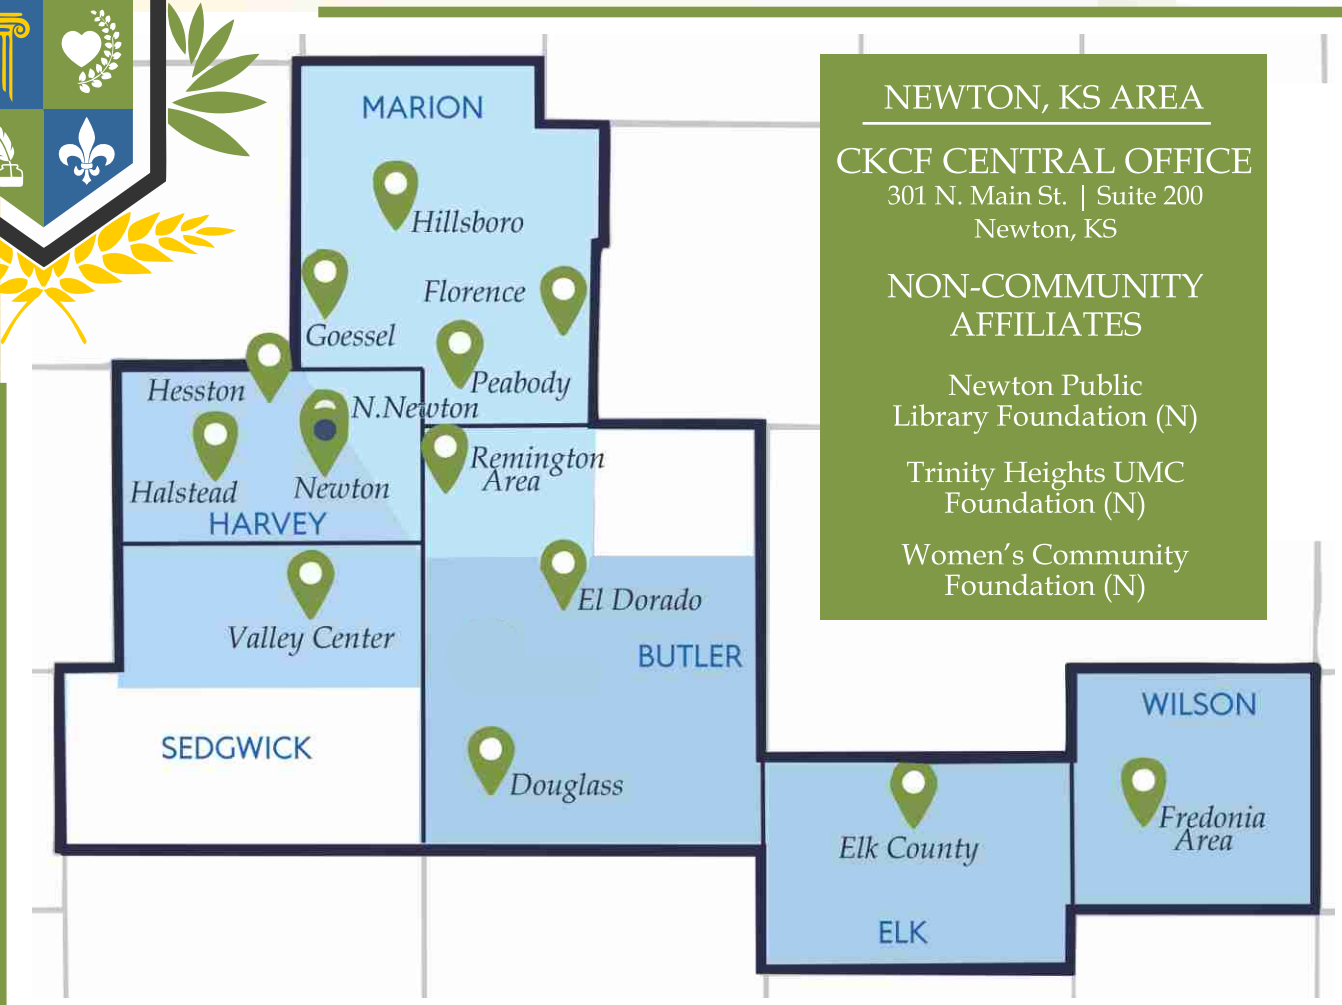 MARION
Hillsboro
Florence
Goessel
Peabody
Hesston
N.Newton
Remington
Area
Halstead
Newton
HARVEY
El Dorado
Valley Center
BUTLER
SEDGWICK
Douglass
WILSON
Fredonia
Area
Elk County
ELK
NEWTON, KS AREA
CKCF CENTRAL OFFICE
301 N. Main St. | Suite 200
Newton, KS
NON-COMMUNITY
AFFILIATES
Newton Public
Library Foundation (N)
Trinity Heights UMC
Foundation (N)
Women’s Community
Foundation (N)